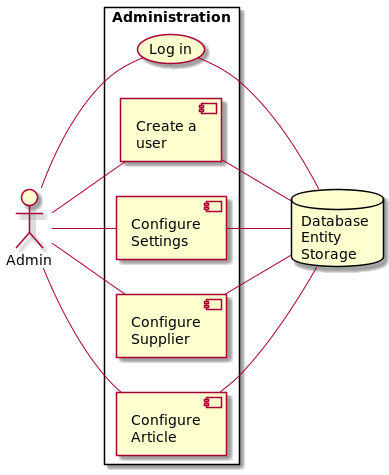 Administration
Log in
Create a
user
Configure
Settings
Admin
Database
Entity
Storage
Configure
Supplier
Configure
Article